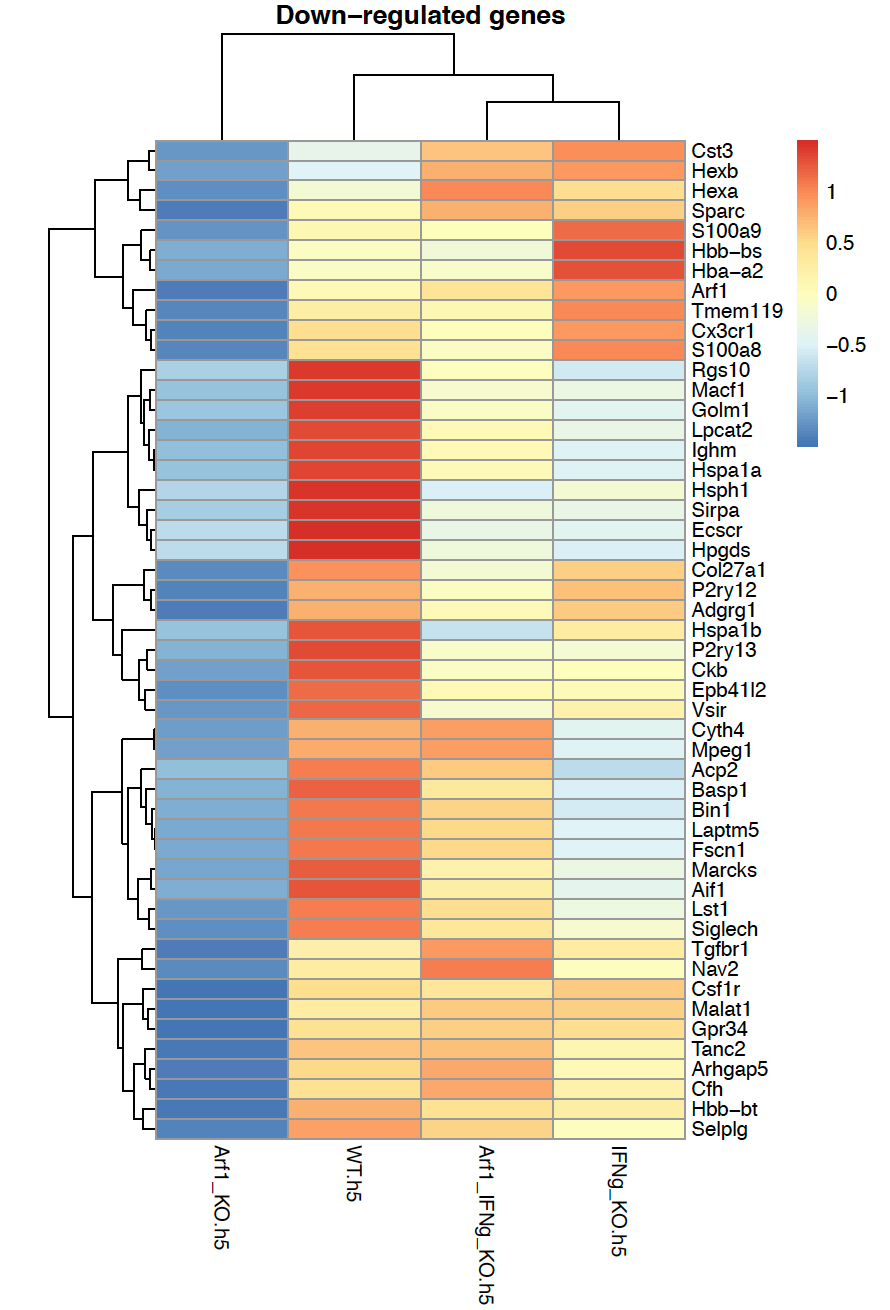 Down−regulated genes
Cst3
Hexb
Hexa
Sparc
S100a9
Hbb−bs
Hba−a2
Arf1
Tmem119
Cx3cr1
S100a8
Rgs10
Macf1
Golm1
Lpcat2
Ighm
Hspa1a
Hsph1
Sirpa
Ecscr
Hpgds
Col27a1
P2ry12
Adgrg1
Hspa1b
P2ry13
Ckb
Epb41l2
Vsir
Cyth4
Mpeg1
Acp2
Basp1
Bin1
Laptm5
Fscn1
Marcks
Aif1
Lst1
Siglech
Tgfbr1
Nav2
Csf1r
Malat1
Gpr34
Tanc2
Arhgap5
Cfh
Hbb−bt
Selplg
1
0.5
0
−0.5
−1
Arf1_KO.h5
WT.h5
Arf1_IFNg_KO.h5
IFNg_KO.h5